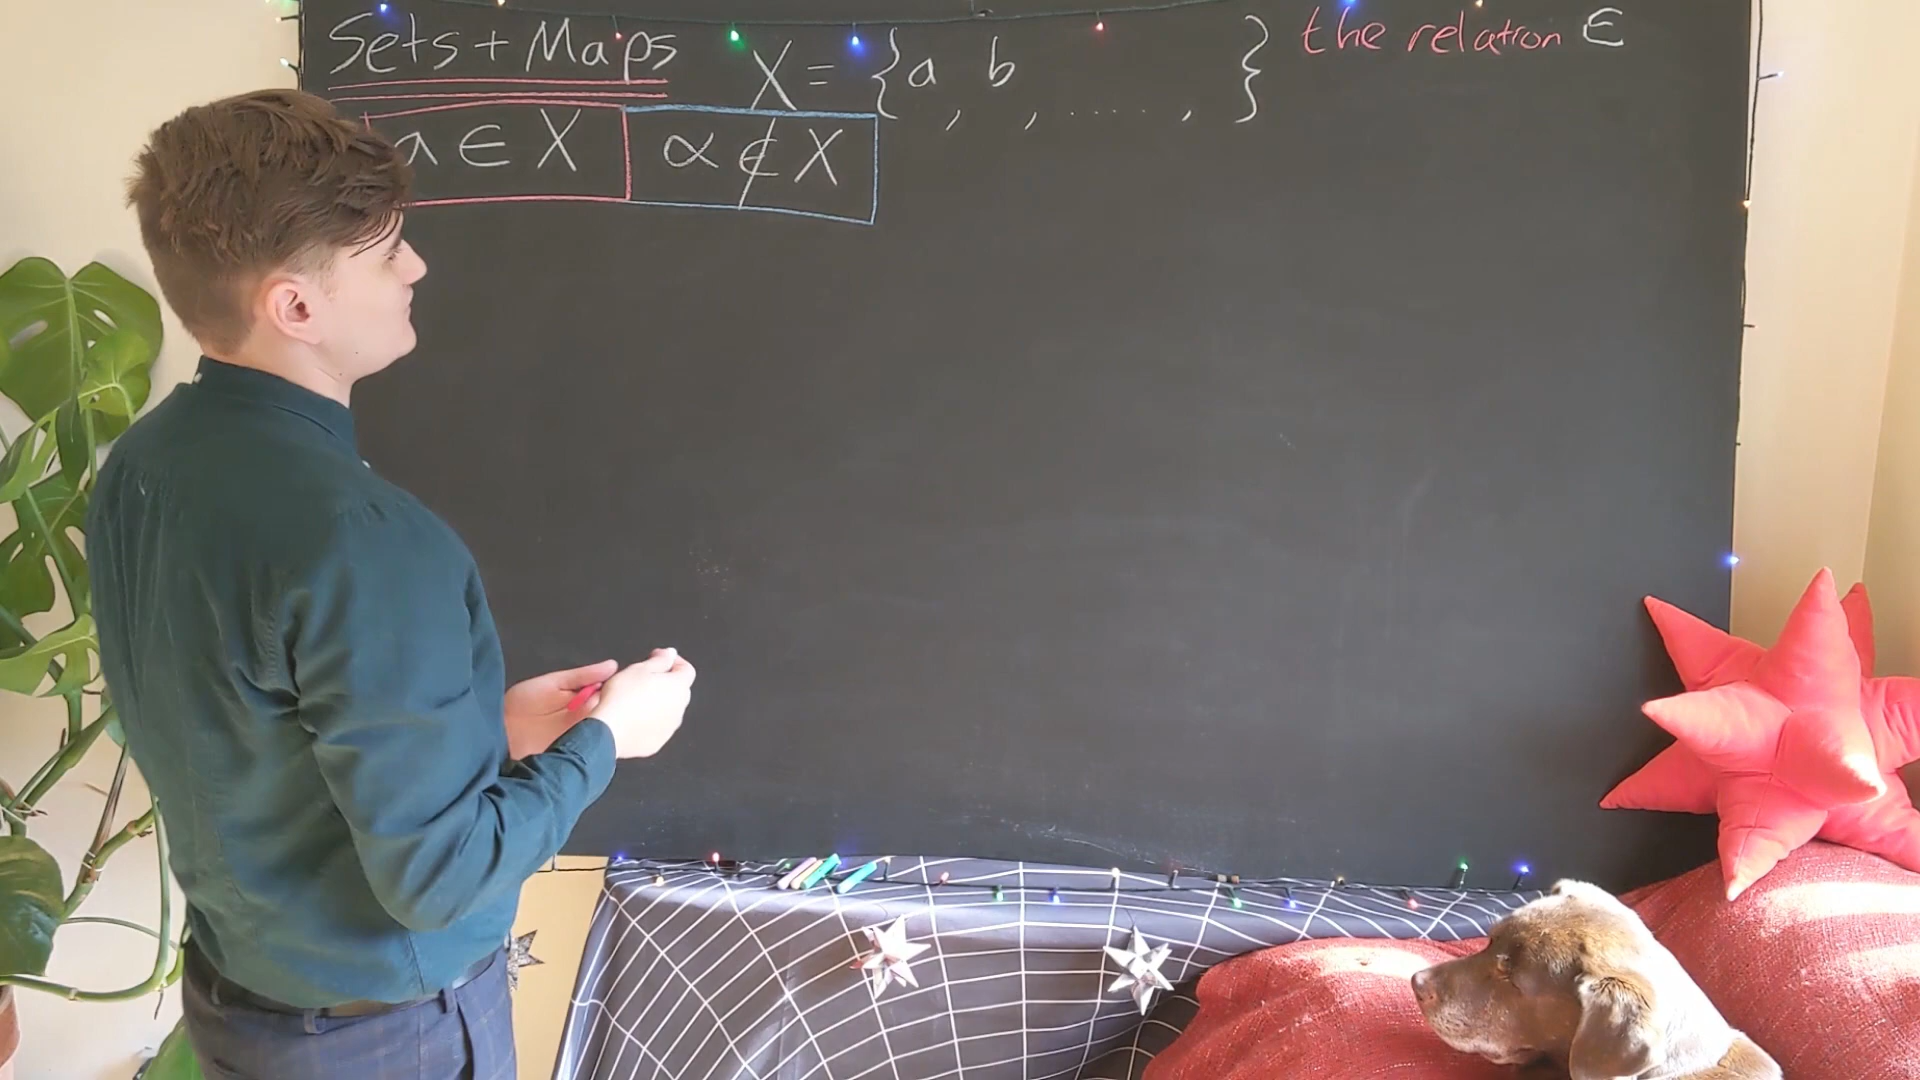 Sets + Maps
X = {a, b, ....., }
the relation ∈
a ∈ X
α ∉ X